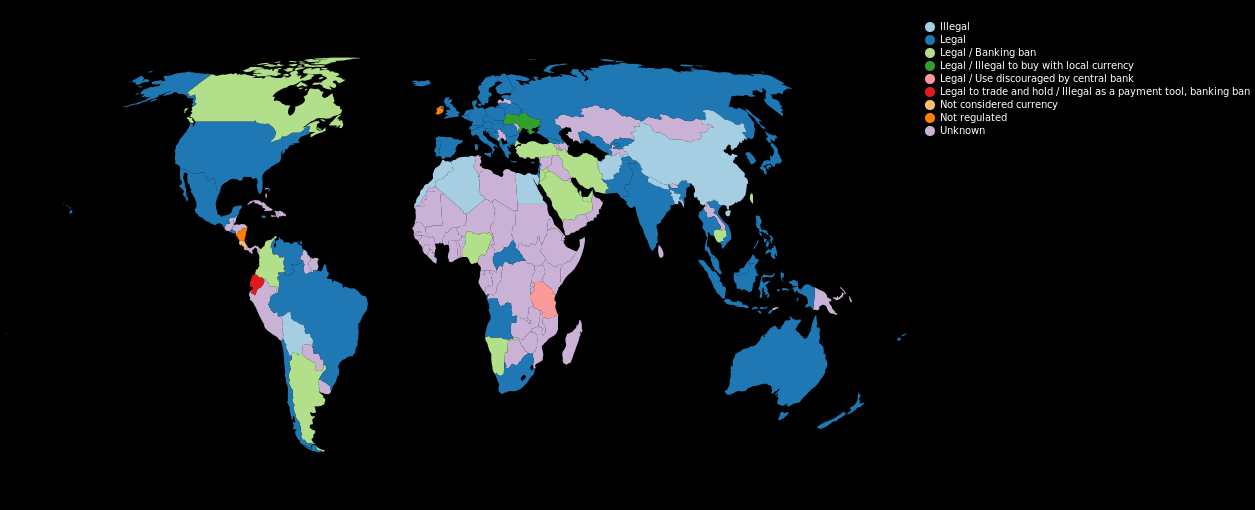 Illegal
Legal
Legal / Banking ban
Legal / Illegal to buy with local currency
Legal / Use discouraged by central bank
Legal to trade and hold / Illegal as a payment tool, banking ban
Not considered currency
Not regulated
Unknown